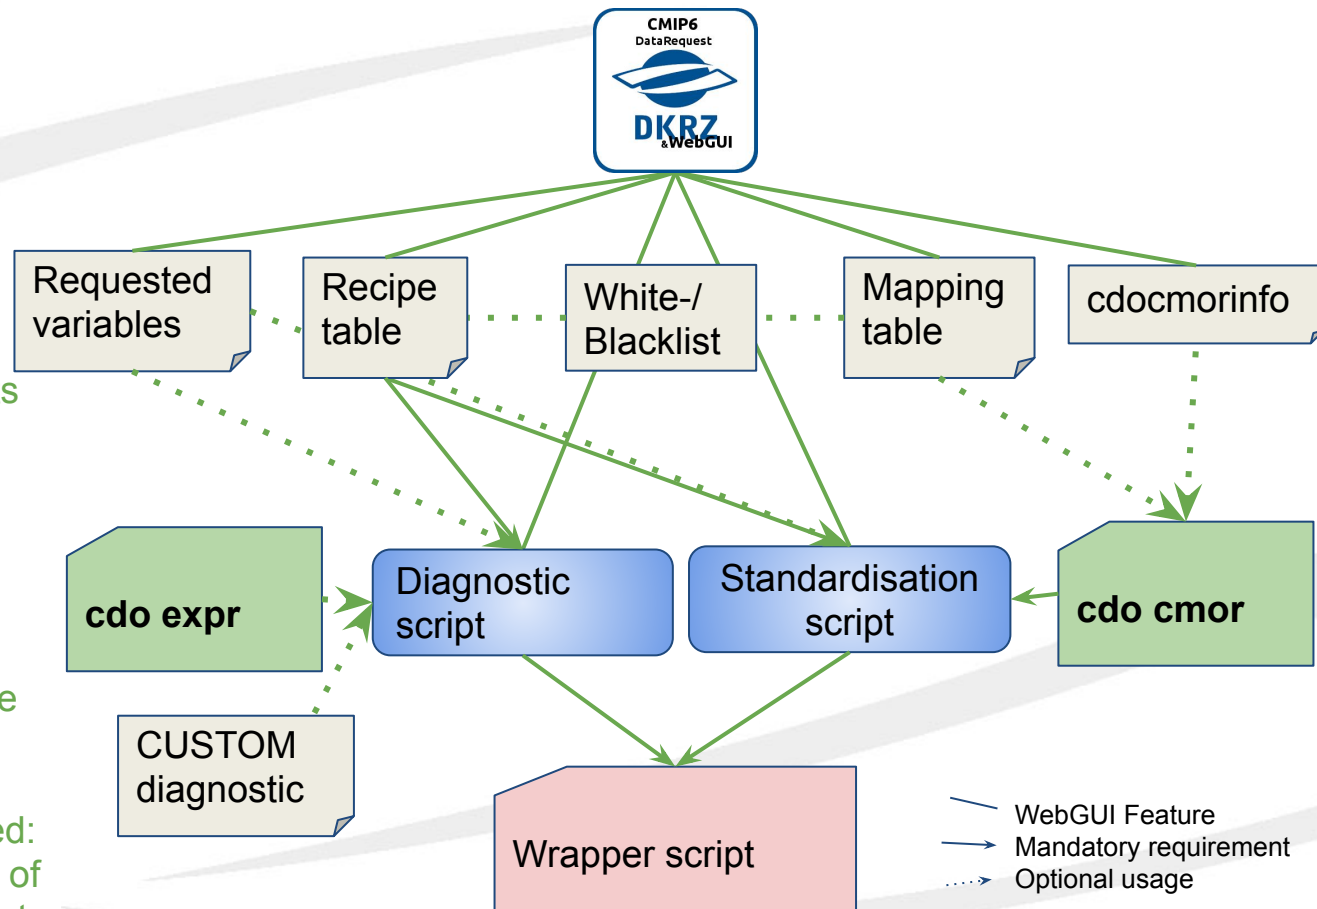 CMIP6
DataRequest
DKRZ
&WebGUI
Requested
variables
Recipe
table
White-/
Blacklist
Mapping
table
cdocmorinfo
s
cdo expr
Diagnostic
script
Standardisation
script
cdo cmor
e
CUSTOM
diagnostic
ed:
of
Wrapper script
WebGUI Feature
Mandatory requirement
Optional usage